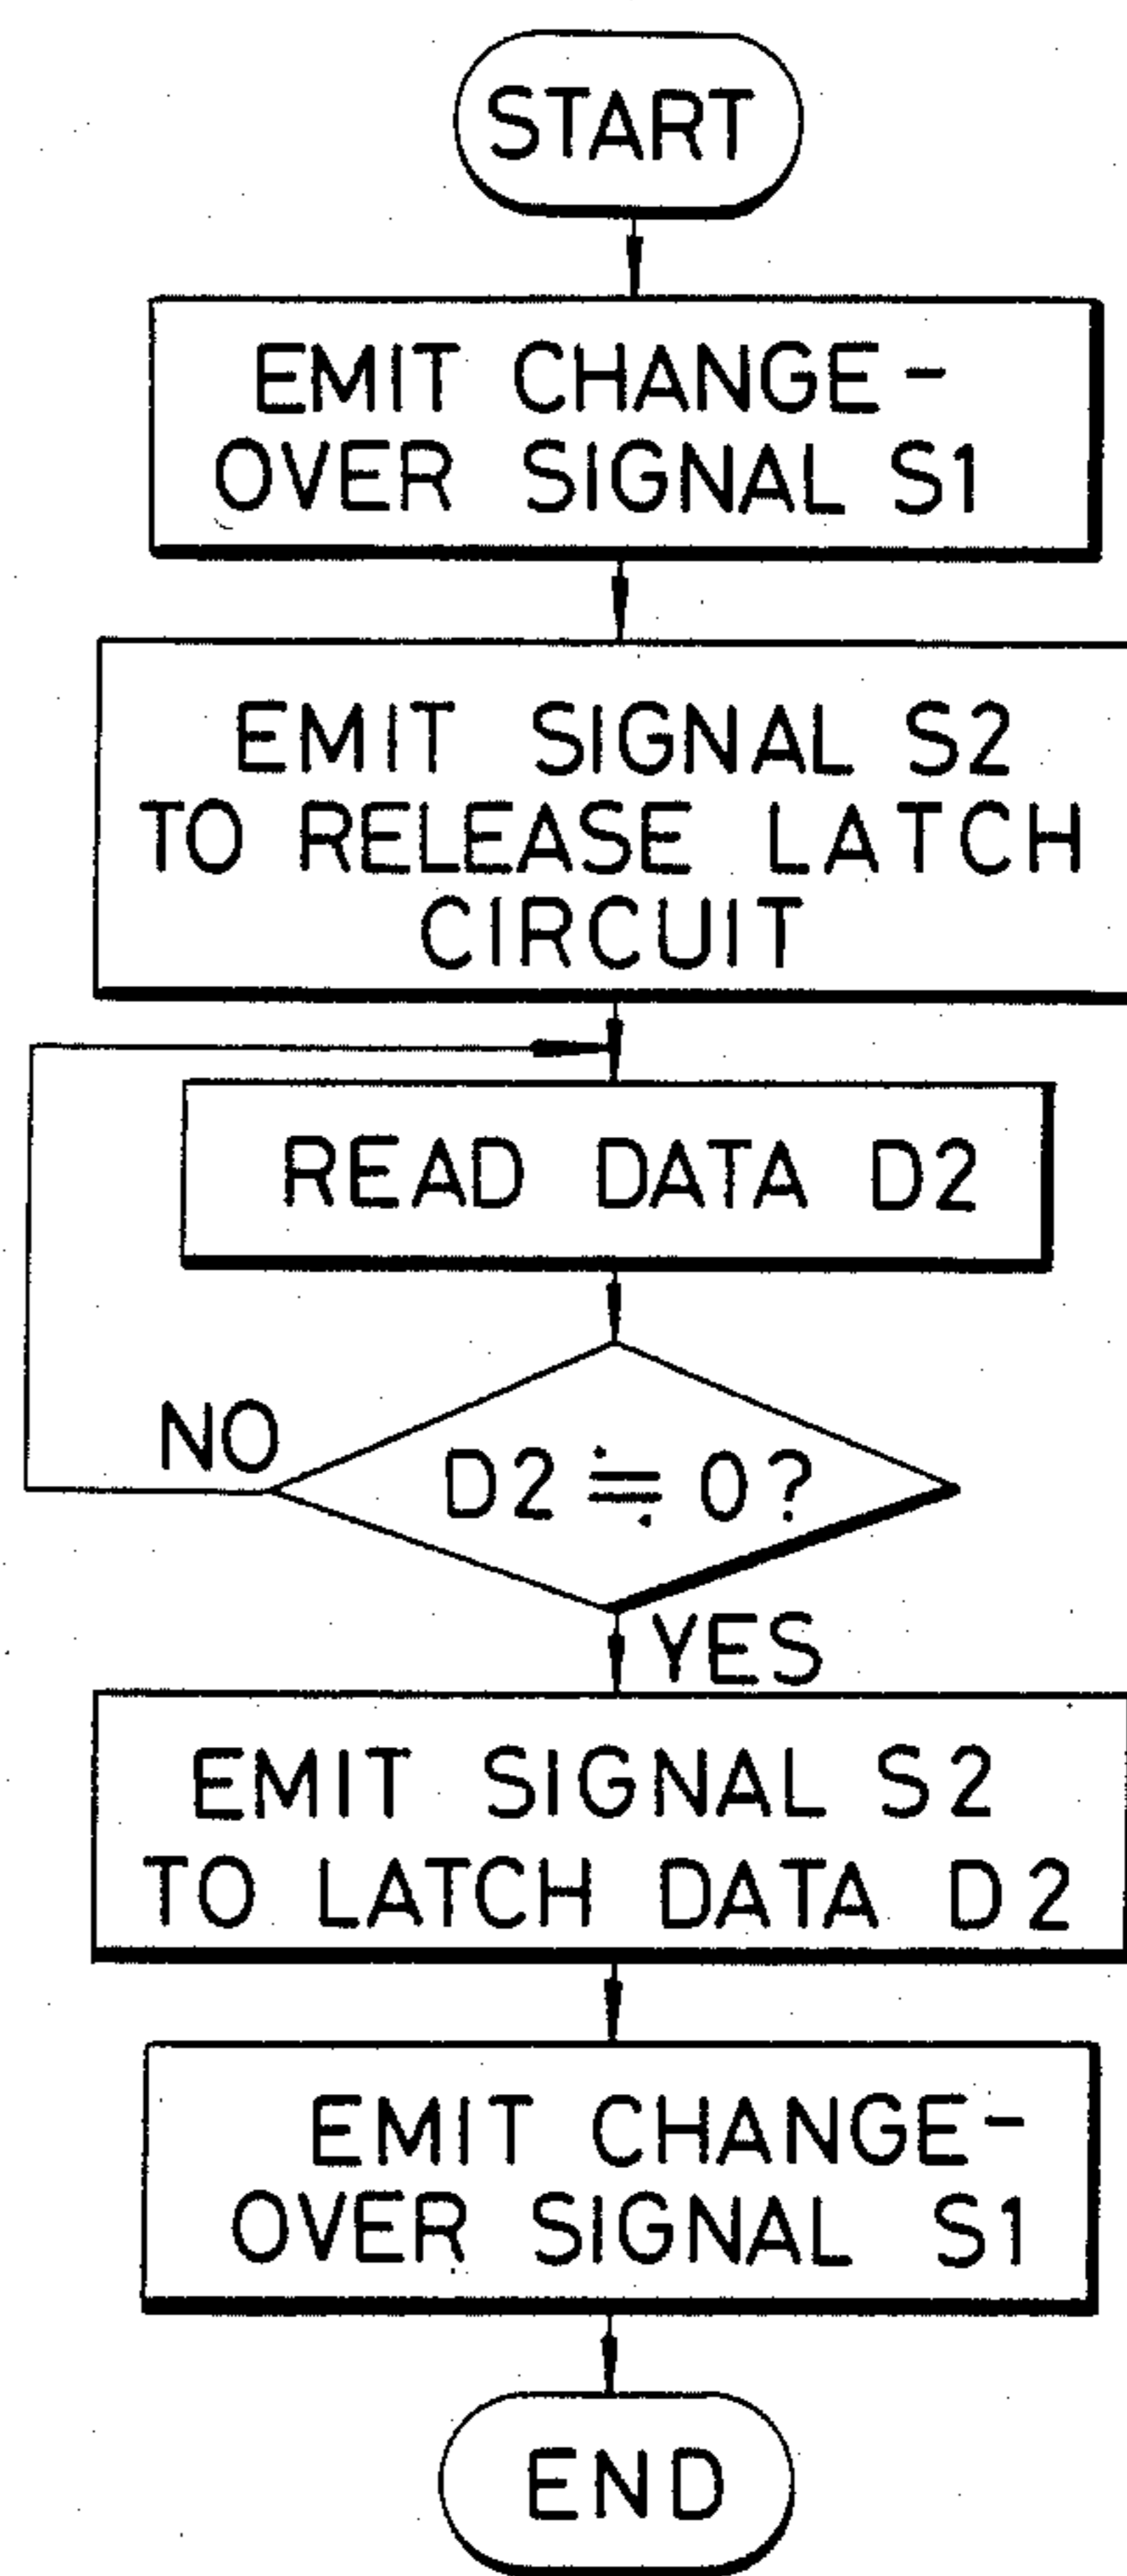 START
EMIT CHANGE-
OVER SIGNAL S1
EMIT SIGNAL S2
TO RELEASE LATCH
CIRCUIT
READ DATA D2
NO
D2 ≒ 0?
YES
EMIT SIGNAL S2
TO LATCH DATA D2
EMIT CHANGE-
OVER SIGNAL S1
END